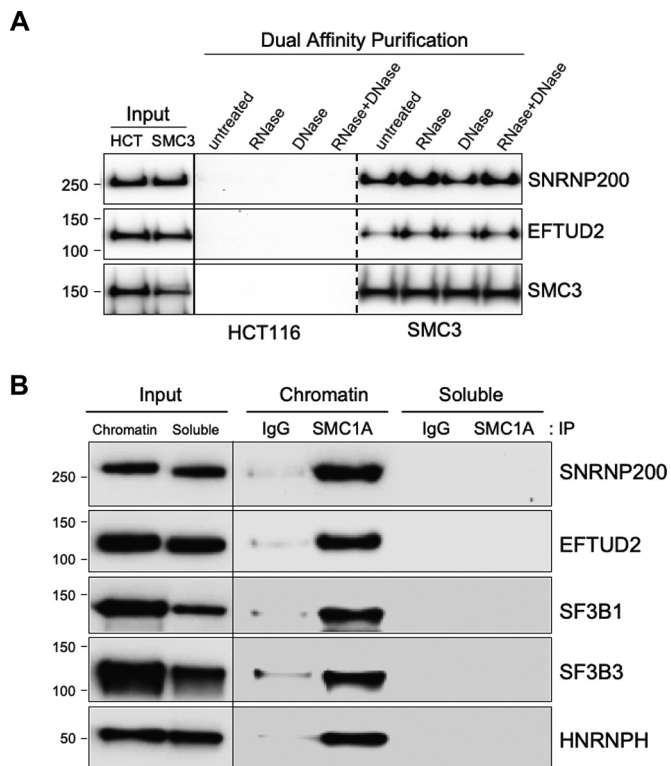 A
Dual Affinity Purification
Input
untreated RNase DNase RNase+DNase untreated RNase DNase RNase+DNase
HCT SMC3
250 SNRNP200
150
EFTUD2
100
150 SMC3
HCT116 SMC3
B
Input Chromatin Soluble
Chromatin Soluble IgG SMC1A IgG SMC1A : IP
SNRNP200
250
150
EFTUD2
100
150
SF3B1
150
SF3B3
100
50 HNRNPH